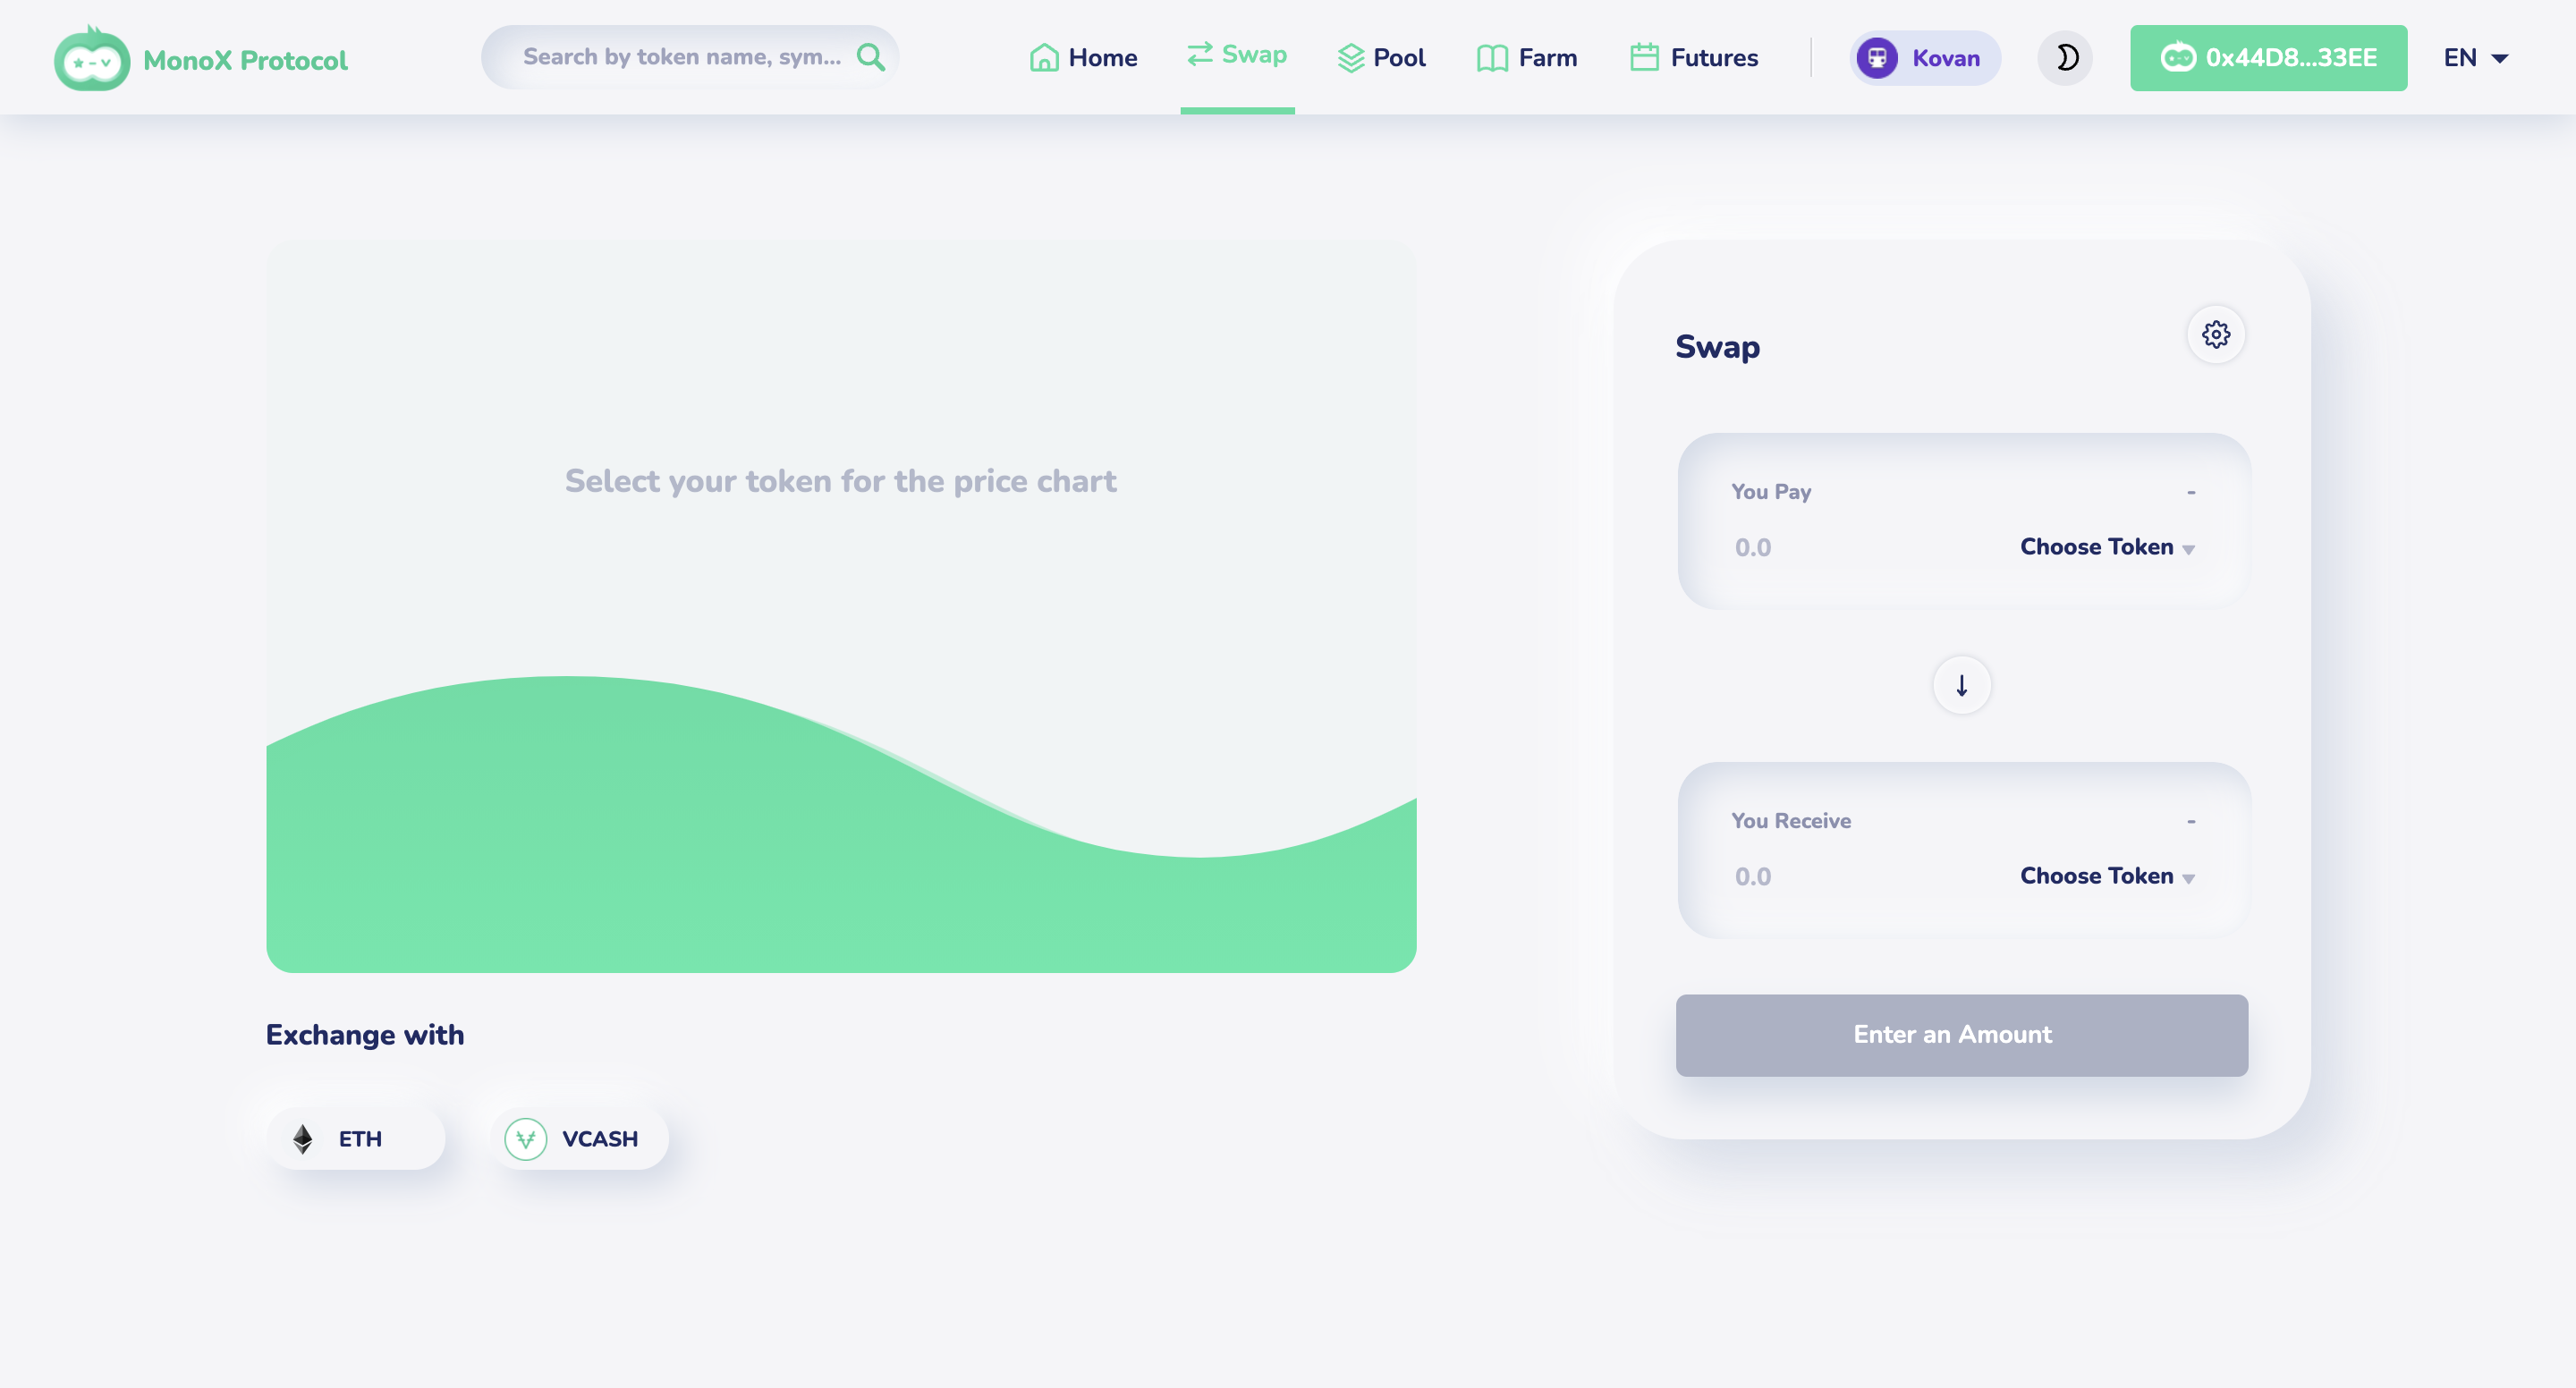 MonoX Protocol
Search by token name, sym...
Home
Swap
Pool
Farm
Futures
Kovan
0x44D8...33EE
EN
Select your token for the price chart
Swap
You Pay
-
0.0
Choose Token
You Receive
-
0.0
Choose Token
Enter an Amount
Exchange with
ETH
VCASH